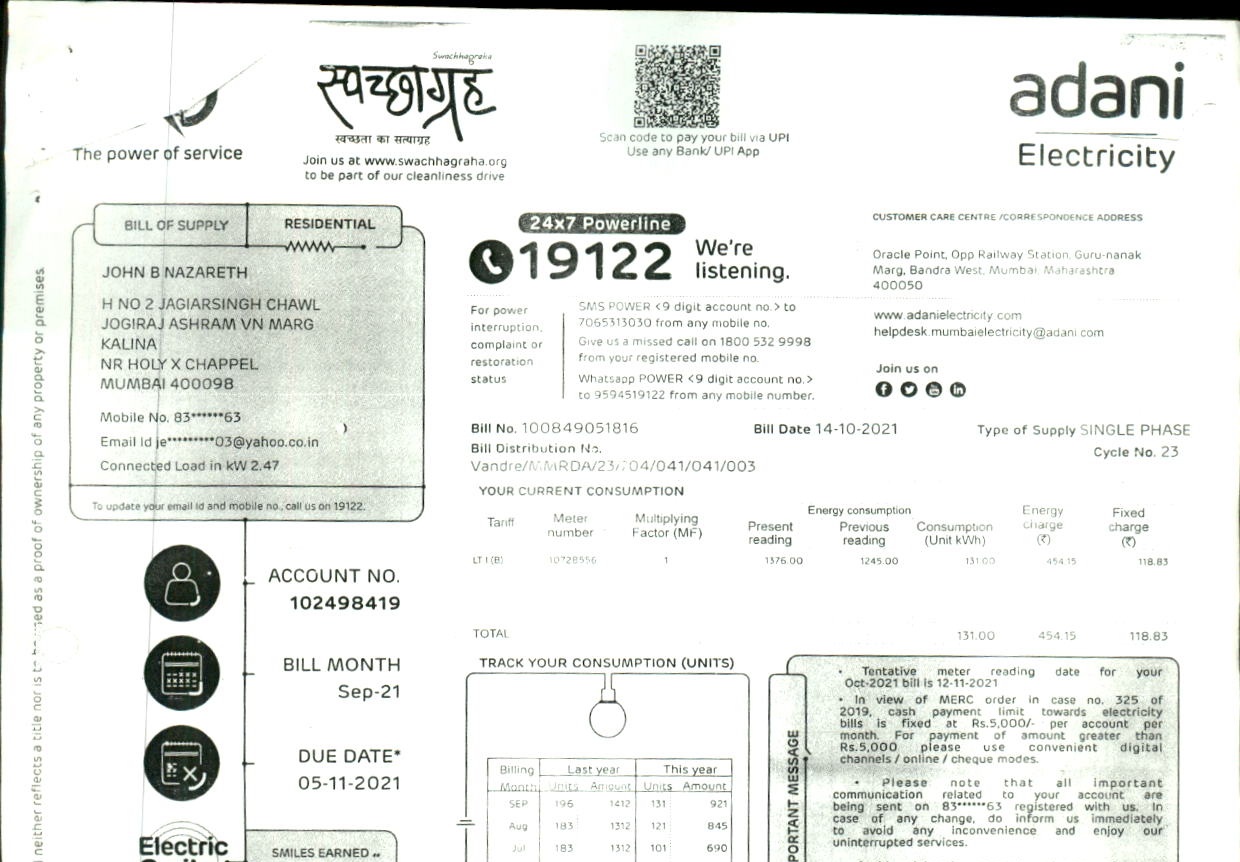 Swachhagraha
स्वच्छाग्रह
स्वच्छता का सत्याग्रह
Join us at www.swachhagraha.org
to be part of our cleanliness drive
The power of service
Scan code to pay your bill via UPI
Use any Bank/ UPI App
adani
Electricity
BILL OF SUPPLY
RESIDENTIAL
JOHN B NAZARETH
H NO 2 JAGIARSINGH CHAWL
JOGIRAJ ASHRAM VN MARG
KALINA
NR HOLY X CHAPPEL
MUMBAI 400098
Mobile No. 83******63
Email Id je*********03@yahoo.co.in
Connected Load in kW 2.47
To update your email Id and mobile no., call us on 19122.
24x7 Powerline
19122 We're
listening.
For power
interruption,
complaint or
restoration
status
SMS POWER <9 digit account no.> to
7065313030 from any mobile no.
Give us a missed call on 1800 532 9998
from your registered mobile no.
Whatsapp POWER <9 digit account no.>
to 9594519122 from any mobile number.
CUSTOMER CARE CENTRE /CORRESPONDENCE ADDRESS
Oracle Point, Opp Railway Station, Guru-nanak
Marg, Bandra West, Mumbai, Maharashtra
400050
www.adanielectricity.com
helpdesk.mumbaielectricity@adani.com
Join us on
Bill No. 100849051816
Bill Date 14-10-2021
Type of Supply SINGLE PHASE
Cycle No. 23
Bill Distribution No.
Vandre/MMRDA/23/704/041/041/003
YOUR CURRENT CONSUMPTION
Energy consumption
Tariff Meter number Multiplying Factor (MF) Present reading Previous reading Consumption (Unit kWh) Energy charge (₹) Fixed charge (₹)
LT I (B) 10728556 1 1376.00 1245.00 131.00 454.15 118.83
TOTAL 131.00 454.15 118.83
ACCOUNT NO.
102498419
BILL MONTH
Sep-21
DUE DATE*
05-11-2021
Electric
SMILES EARNED
TRACK YOUR CONSUMPTION (UNITS)
Billing Last year This year
Month Units Amount Units Amount
SEP 196 1412 131 921
Aug 183 1312 121 845
Jul 183 1312 101 690
PORTANT MESSAGE
• Tentative meter reading date for your
Oct-2021 bill is 12-11-2021
• In view of MERC order in case no. 325 of
2019, cash payment limit towards electricity
bills is fixed at Rs.5,000/- per account per
month. For payment of amount greater than
Rs.5,000 please use convenient digital
channels / online / cheque modes.
• Please note that all important
communication related to your account are
being sent on 83******63 registered with us. In
case of any change, do inform us immediately
to avoid any inconvenience and enjoy our
uninterrupted services.
neither reflects a title nor is to be used as a proof of ownership of any property or premises.